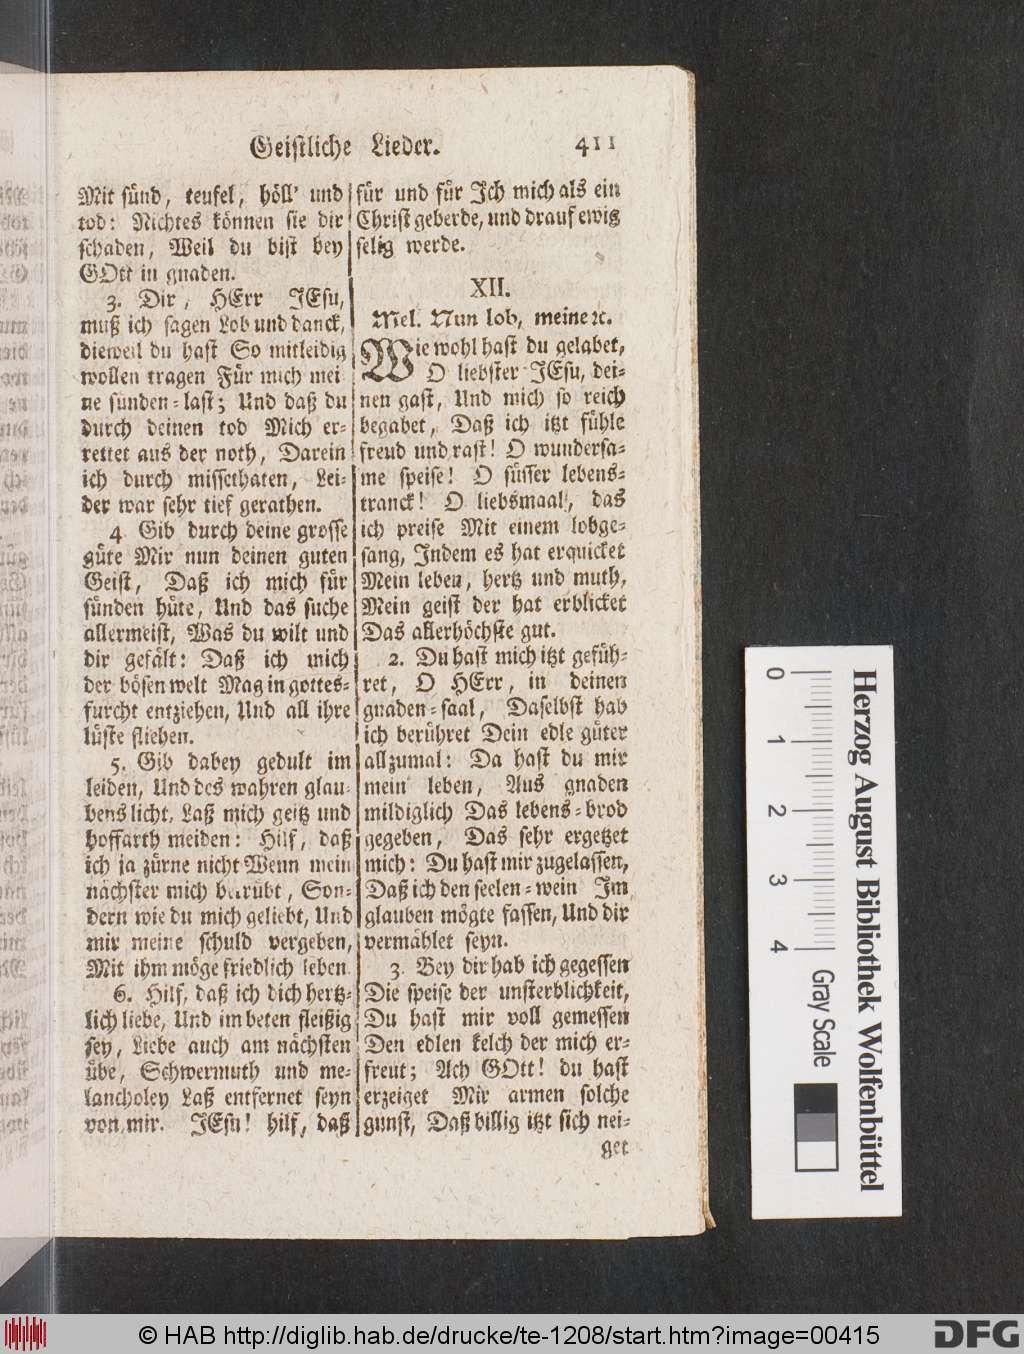 Geistliche Lieder. 411
Mit sünd, teufel, höll' und
tod: Nichtes können sie dir
schaden, Weil du bist bey
GOtt in gnaden.
3. Dir, HErr JEsu,
muß ich sagen Lob und danck,
dieweil du hast So mitleidig
wollen tragen Für mich mei
ne sünden-last; Und daß du
durch deinen tod Mich er-
rettet aus der noth, Darein
ich durch missethaten, Lei-
der war sehr tief gerathen.
4 Gib durch deine grosse
güte Mir nun deinen guten
Geist, Daß ich mich für
sünden hüte, Und das suche
allermeist, Was du wilt und
dir gefält: Daß ich mich
der bösen welt Mag in gottes-
furcht entziehen, Und all ihre
lüste fliehen.
5. Gib dabey gedult im
leiden, Und des wahren glau-
bens licht, Laß mich geitz und
hoffarth meiden: Hilf, daß
ich ja zürne nicht Wenn mein
nächster mich betrübt, Son-
dern wie du mich geliebt, Und
mir meine schuld vergeben,
Mit ihm möge friedlich leben.
6. Hilf, daß ich dich hertz-
lich liebe, Und im beten fleißig
sey, Liebe auch am nächsten
übe, Schwermuth und me-
lancholey Laß entfernet seyn
von mir. JEsu! hilf, daß
für und für Ich mich als ein
Christ geberde, und drauf ewig
selig werde.
XII.
Mel. Nun lob, meine ꝛc.
Wie wohl hast du gelabet,
O liebster JEsu, dei-
nen gast, Und mich so reich
begabet, Daß ich itzt fühle
freud und rast! O wundersa-
me speise! O süsser lebens-
tranck! O liebsmaal, das
ich preise Mit einem lobge-
sang, Indem es hat erquicket
Mein leben, hertz und muth,
Mein geist der hat erblicket
Das allerhöchste gut.
2. Du hast mich itzt gefüh-
ret, O HErr, in deinen
gnaden-saal, Daselbst hab
ich berühret Dein edle güter
allzumal: Da hast du mir
mein leben, Aus gnaden
mildiglich Das lebens-brod
gegeben, Das sehr ergetzet
mich: Du hast mir zugelassen,
Daß ich den seelen-wein Im
glauben mögte fassen, Und dir
vermählet seyn.
3. Bey dir hab ich gegessen
Die speise der unsterblichkeit,
Du hast mir voll gemessen
Den edlen kelch der mich er-
freut; Ach GOtt! du hast
erzeiget Mir armen solche
gunst, Daß billig itzt sich nei-
get
0 1 2 3 4
Gray Scale
Herzog August Bibliothek Wolfenbüttel
© HAB http://diglib.hab.de/drucke/te-1208/start.htm?image=00415
DFG